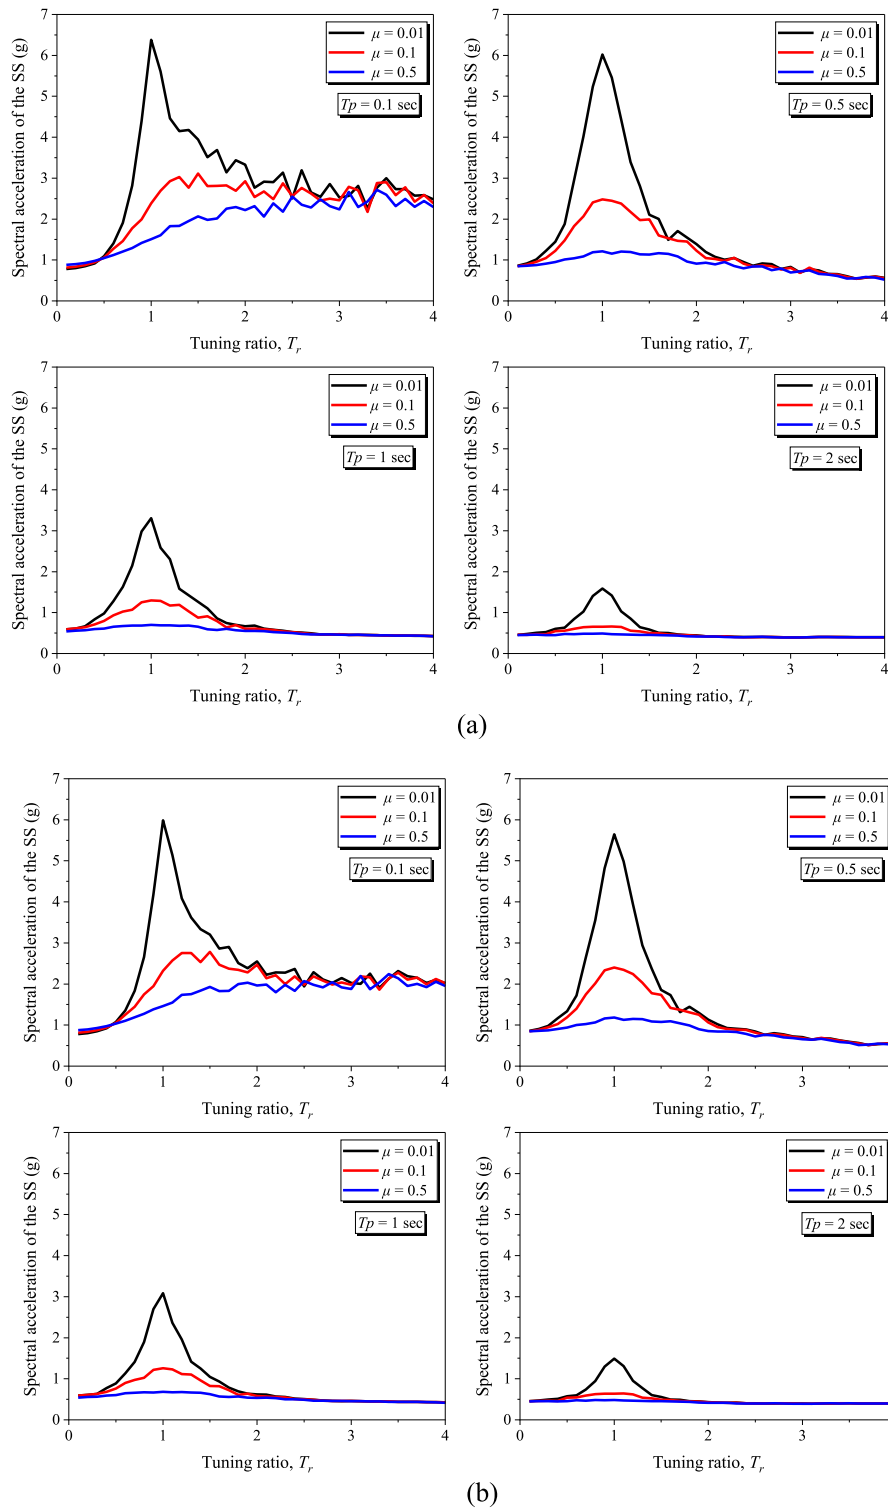 7
6
5
4
3
2
1
0
0
1
2
3
4
Spectral acceleration of the SS (g)
Tuning ratio, Tr
μ = 0.01
μ = 0.1
μ = 0.5
Tp = 0.1 sec
7
6
5
4
3
2
1
0
0
1
2
3
4
Spectral acceleration of the SS (g)
Tuning ratio, Tr
μ = 0.01
μ = 0.1
μ = 0.5
Tp = 0.5 sec
7
6
5
4
3
2
1
0
0
1
2
3
4
Spectral acceleration of the SS (g)
Tuning ratio, Tr
μ = 0.01
μ = 0.1
μ = 0.5
Tp = 1 sec
7
6
5
4
3
2
1
0
0
1
2
3
4
Spectral acceleration of the SS (g)
Tuning ratio, Tr
μ = 0.01
μ = 0.1
μ = 0.5
Tp = 2 sec
(a)
7
6
5
4
3
2
1
0
0
1
2
3
4
Spectral acceleration of the SS (g)
Tuning ratio, Tr
μ = 0.01
μ = 0.1
μ = 0.5
Tp = 0.1 sec
7
6
5
4
3
2
1
0
0
1
2
3
Spectral acceleration of the SS (g)
Tuning ratio, Tr
μ = 0.01
μ = 0.1
μ = 0.5
Tp = 0.5 sec
7
6
5
4
3
2
1
0
0
1
2
3
4
Spectral acceleration of the SS (g)
Tuning ratio, Tr
μ = 0.01
μ = 0.1
μ = 0.5
Tp = 1 sec
7
6
5
4
3
2
1
0
0
1
2
3
Spectral acceleration of the SS (g)
Tuning ratio, Tr
μ = 0.01
μ = 0.1
μ = 0.5
Tp = 2 sec
(b)